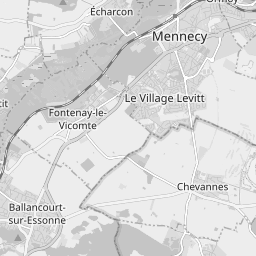 Écharcon
Mennecy
Le Village Levitt
Fontenay-le-
Vicomte
Chevannes
Ballancourt-
sur-Essonne